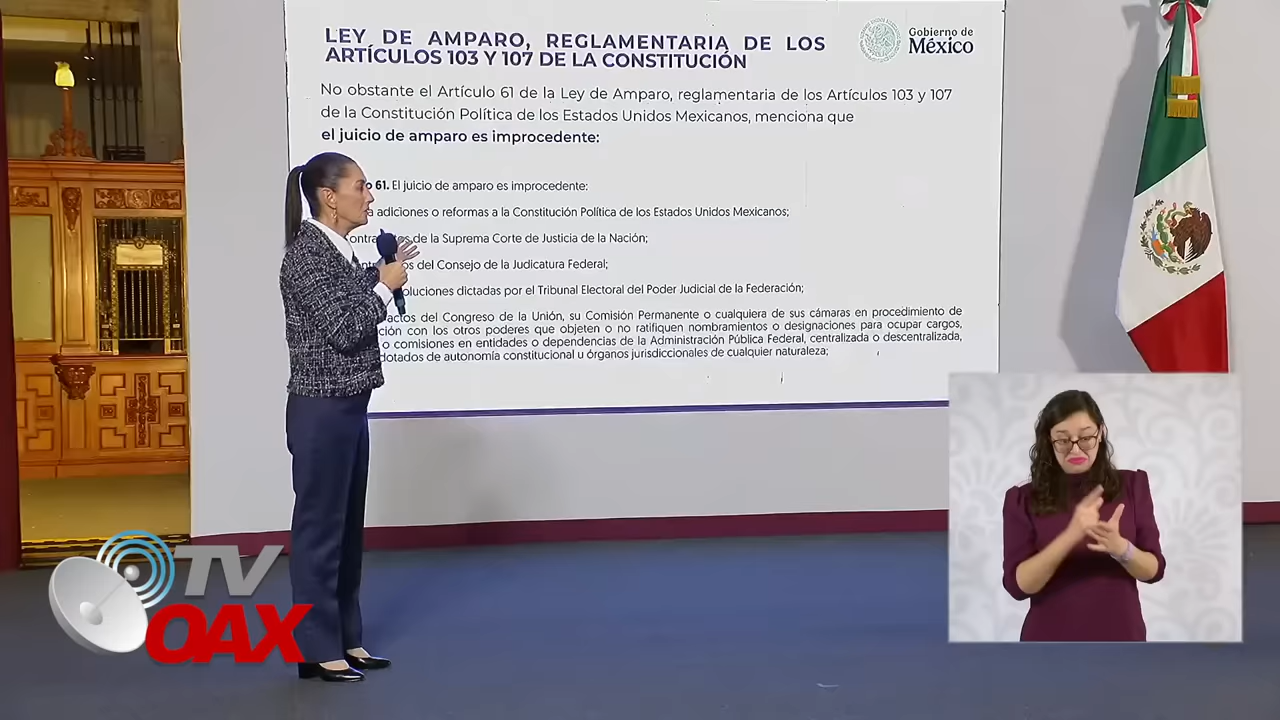 LEY DE AMPARO, REGLAMENTARIA DE LOS
ARTÍCULOS 103 Y 107 DE LA CONSTITUCIÓN
Gobierno de
México
No obstante el Artículo 61 de la Ley de Amparo, reglamentaria de los Artículos 103 y 107
de la Constitución Política de los Estados Unidos Mexicanos, menciona que
el juicio de amparo es improcedente:
61. El juicio de amparo es improcedente:
adiciones o reformas a la Constitución Política de los Estados Unidos Mexicanos;
de la Suprema Corte de Justicia de la Nación;
del Consejo de la Judicatura Federal;
dictadas por el Tribunal Electoral del Poder Judicial de la Federación;
actos del Congreso de la Unión, su Comisión Permanente o cualquiera de sus cámaras en procedimiento de
con los otros poderes que objeten o no ratifiquen nombramientos o designaciones para ocupar cargos,
o comisiones en entidades o dependencias de la Administración Pública Federal, centralizada o descentralizada,
dotados de autonomía constitucional u órganos jurisdiccionales de cualquier naturaleza;
TV
OAX